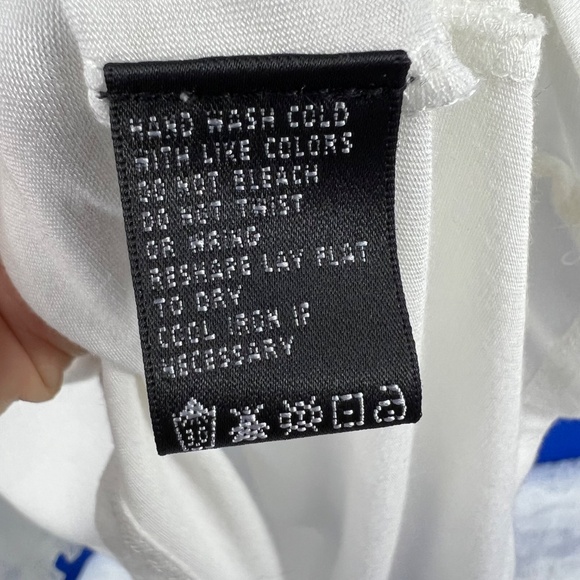 HAND WASH COLD
WITH LIKE COLORS
DO NOT BLEACH
DO NOT TWIST
OR WRING
RESHAPE LAY FLAT
TO DRY
COOL IRON IF
NECESSARY